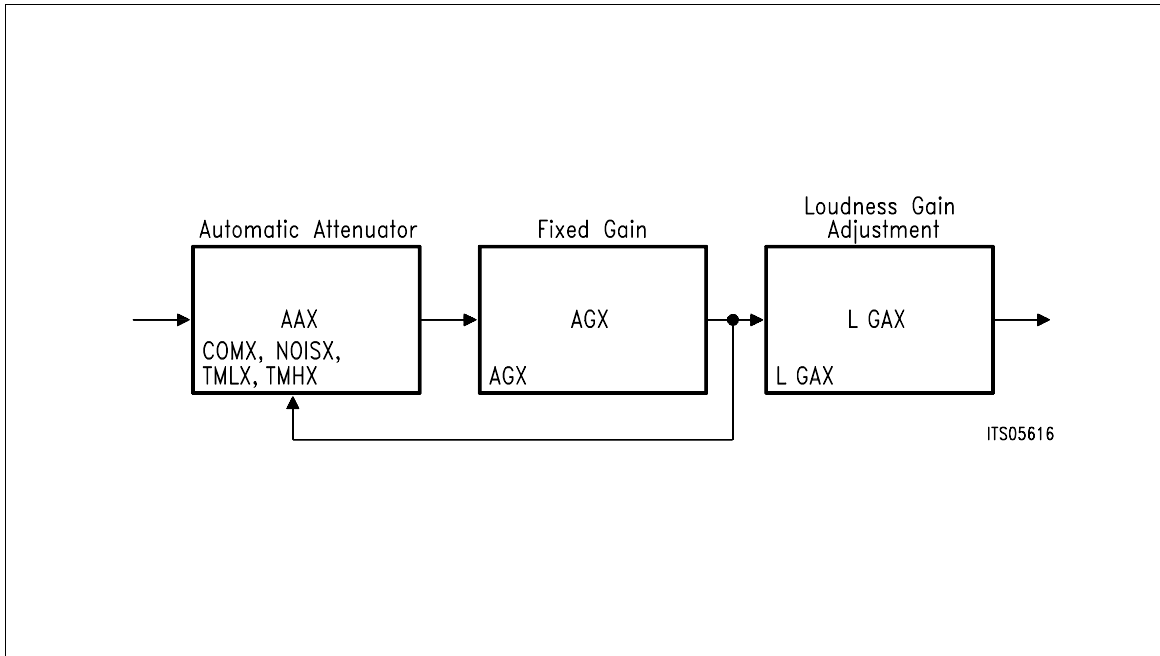 Automatic Attenuator
AAX
COMX, NOISX,
TMLX, TMHX
Fixed Gain
AGX
AGX
Loudness Gain
Adjustment
L GAX
L GAX
ITS05616